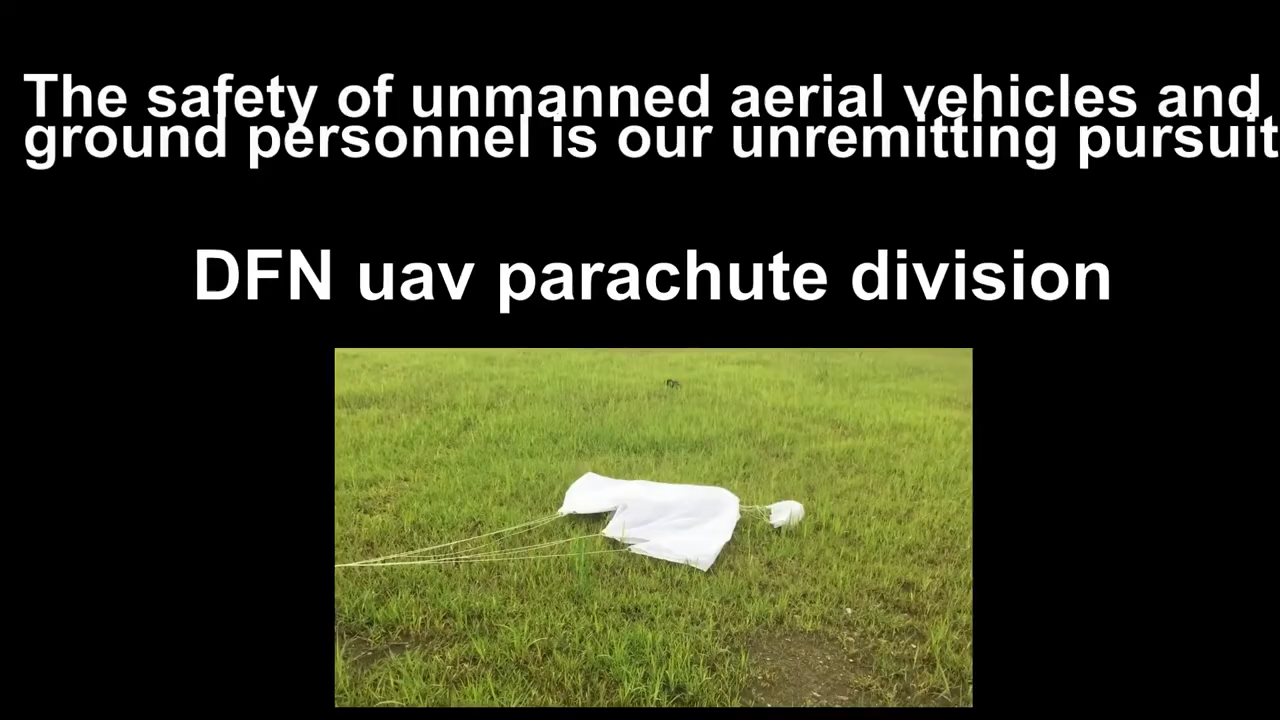 The safety of unmanned aerial vehicles and
ground personnel is our unremitting pursuit
DFN uav parachute division